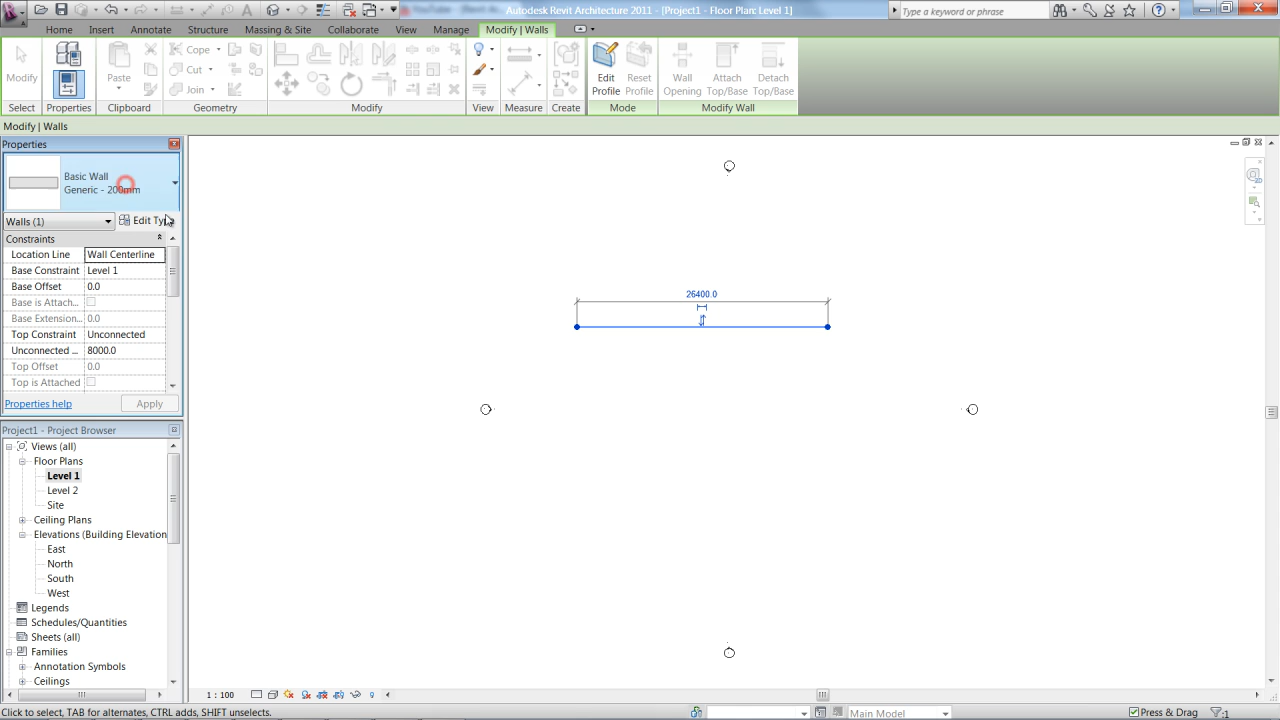 Autodesk Revit Architecture 2011 - [Project1 - Floor Plan: Level 1]
Type a keyword or phrase
Home Insert Annotate Structure Massing & Site Collaborate View Manage Modify | Walls
Modify Paste Cope Cut Join Edit Profile Reset Profile Wall Opening Attach Top/Base Detach Top/Base
Select Properties Clipboard Geometry Modify View Measure Create Mode Modify Wall
Modify | Walls
Properties
Basic Wall
Generic - 200mm
Walls (1) Edit Type
Constraints
Location Line Wall Centerline
Base Constraint Level 1
Base Offset 0.0
Base is Attach...
Base Extension... 0.0
Top Constraint Unconnected
Unconnected ... 8000.0
Top Offset 0.0
Top is Attached
Properties help Apply
Project1 - Project Browser
Views (all)
Floor Plans
Level 1
Level 2
Site
Ceiling Plans
Elevations (Building Elevation
East
North
South
West
Legends
Schedules/Quantities
Sheets (all)
Families
Annotation Symbols
Ceilings
26400.0
1 : 100
Click to select, TAB for alternates, CTRL adds, SHIFT unselects.
Main Model
Press & Drag
:1